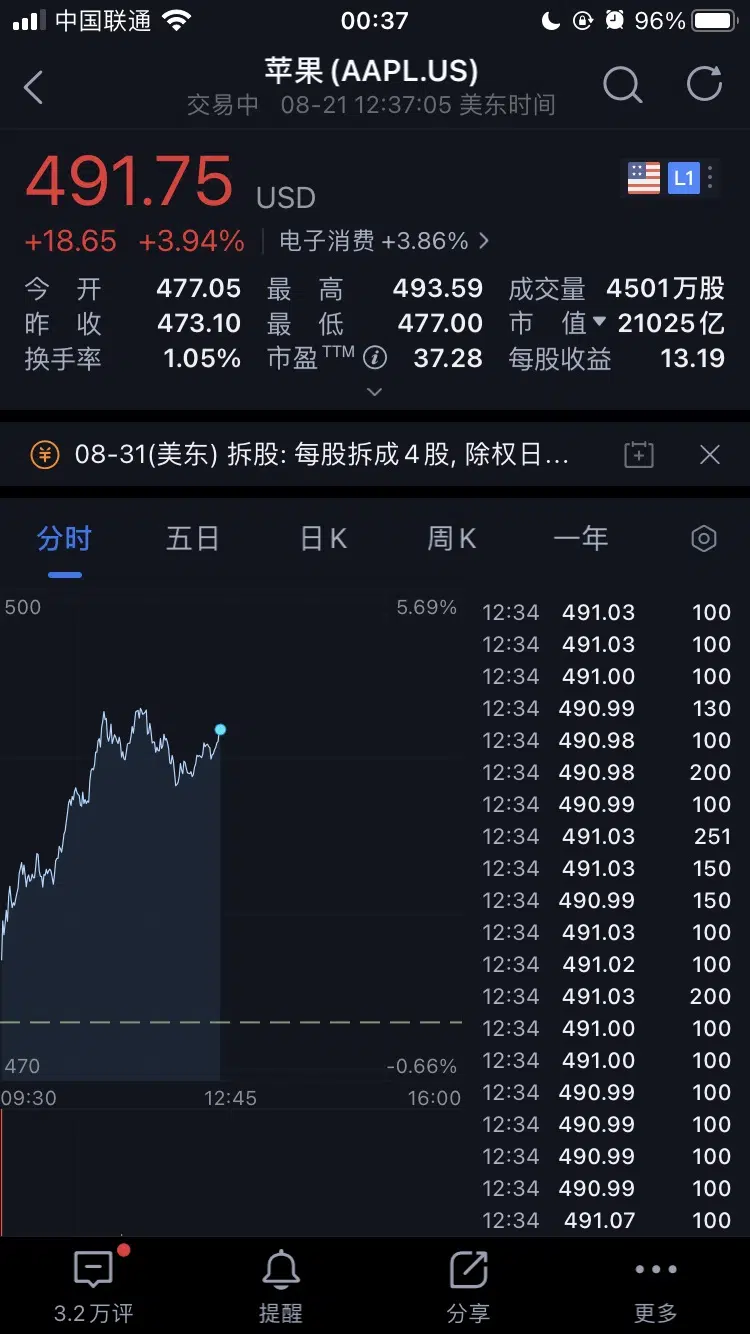 中国联通 00:37 96%
苹果(AAPL.US)
交易中 08-21 12:37:05 美东时间
491.75 USD L1
+18.65 +3.94% 电子消费 +3.86%
今开 477.05 最高 493.59 成交量 4501万股
昨收 473.10 最低 477.00 市值 21025亿
换手率 1.05% 市盈TTM 37.28 每股收益 13.19
08-31(美东) 拆股: 每股拆成4股, 除权日...
分时 五日 日K 周K 一年
500 5.69%
12:34 491.03 100
12:34 491.03 100
12:34 491.00 100
12:34 490.99 130
12:34 490.98 100
12:34 490.98 200
12:34 490.99 100
12:34 491.03 251
12:34 491.03 150
12:34 490.99 150
12:34 491.03 100
12:34 491.02 100
12:34 491.03 200
12:34 491.00 100
12:34 491.00 100
12:34 490.99 100
12:34 490.99 100
12:34 490.99 100
12:34 490.99 100
12:34 491.07 100
470 -0.66%
09:30 12:45 16:00
3.2万评 提醒 分享 更多